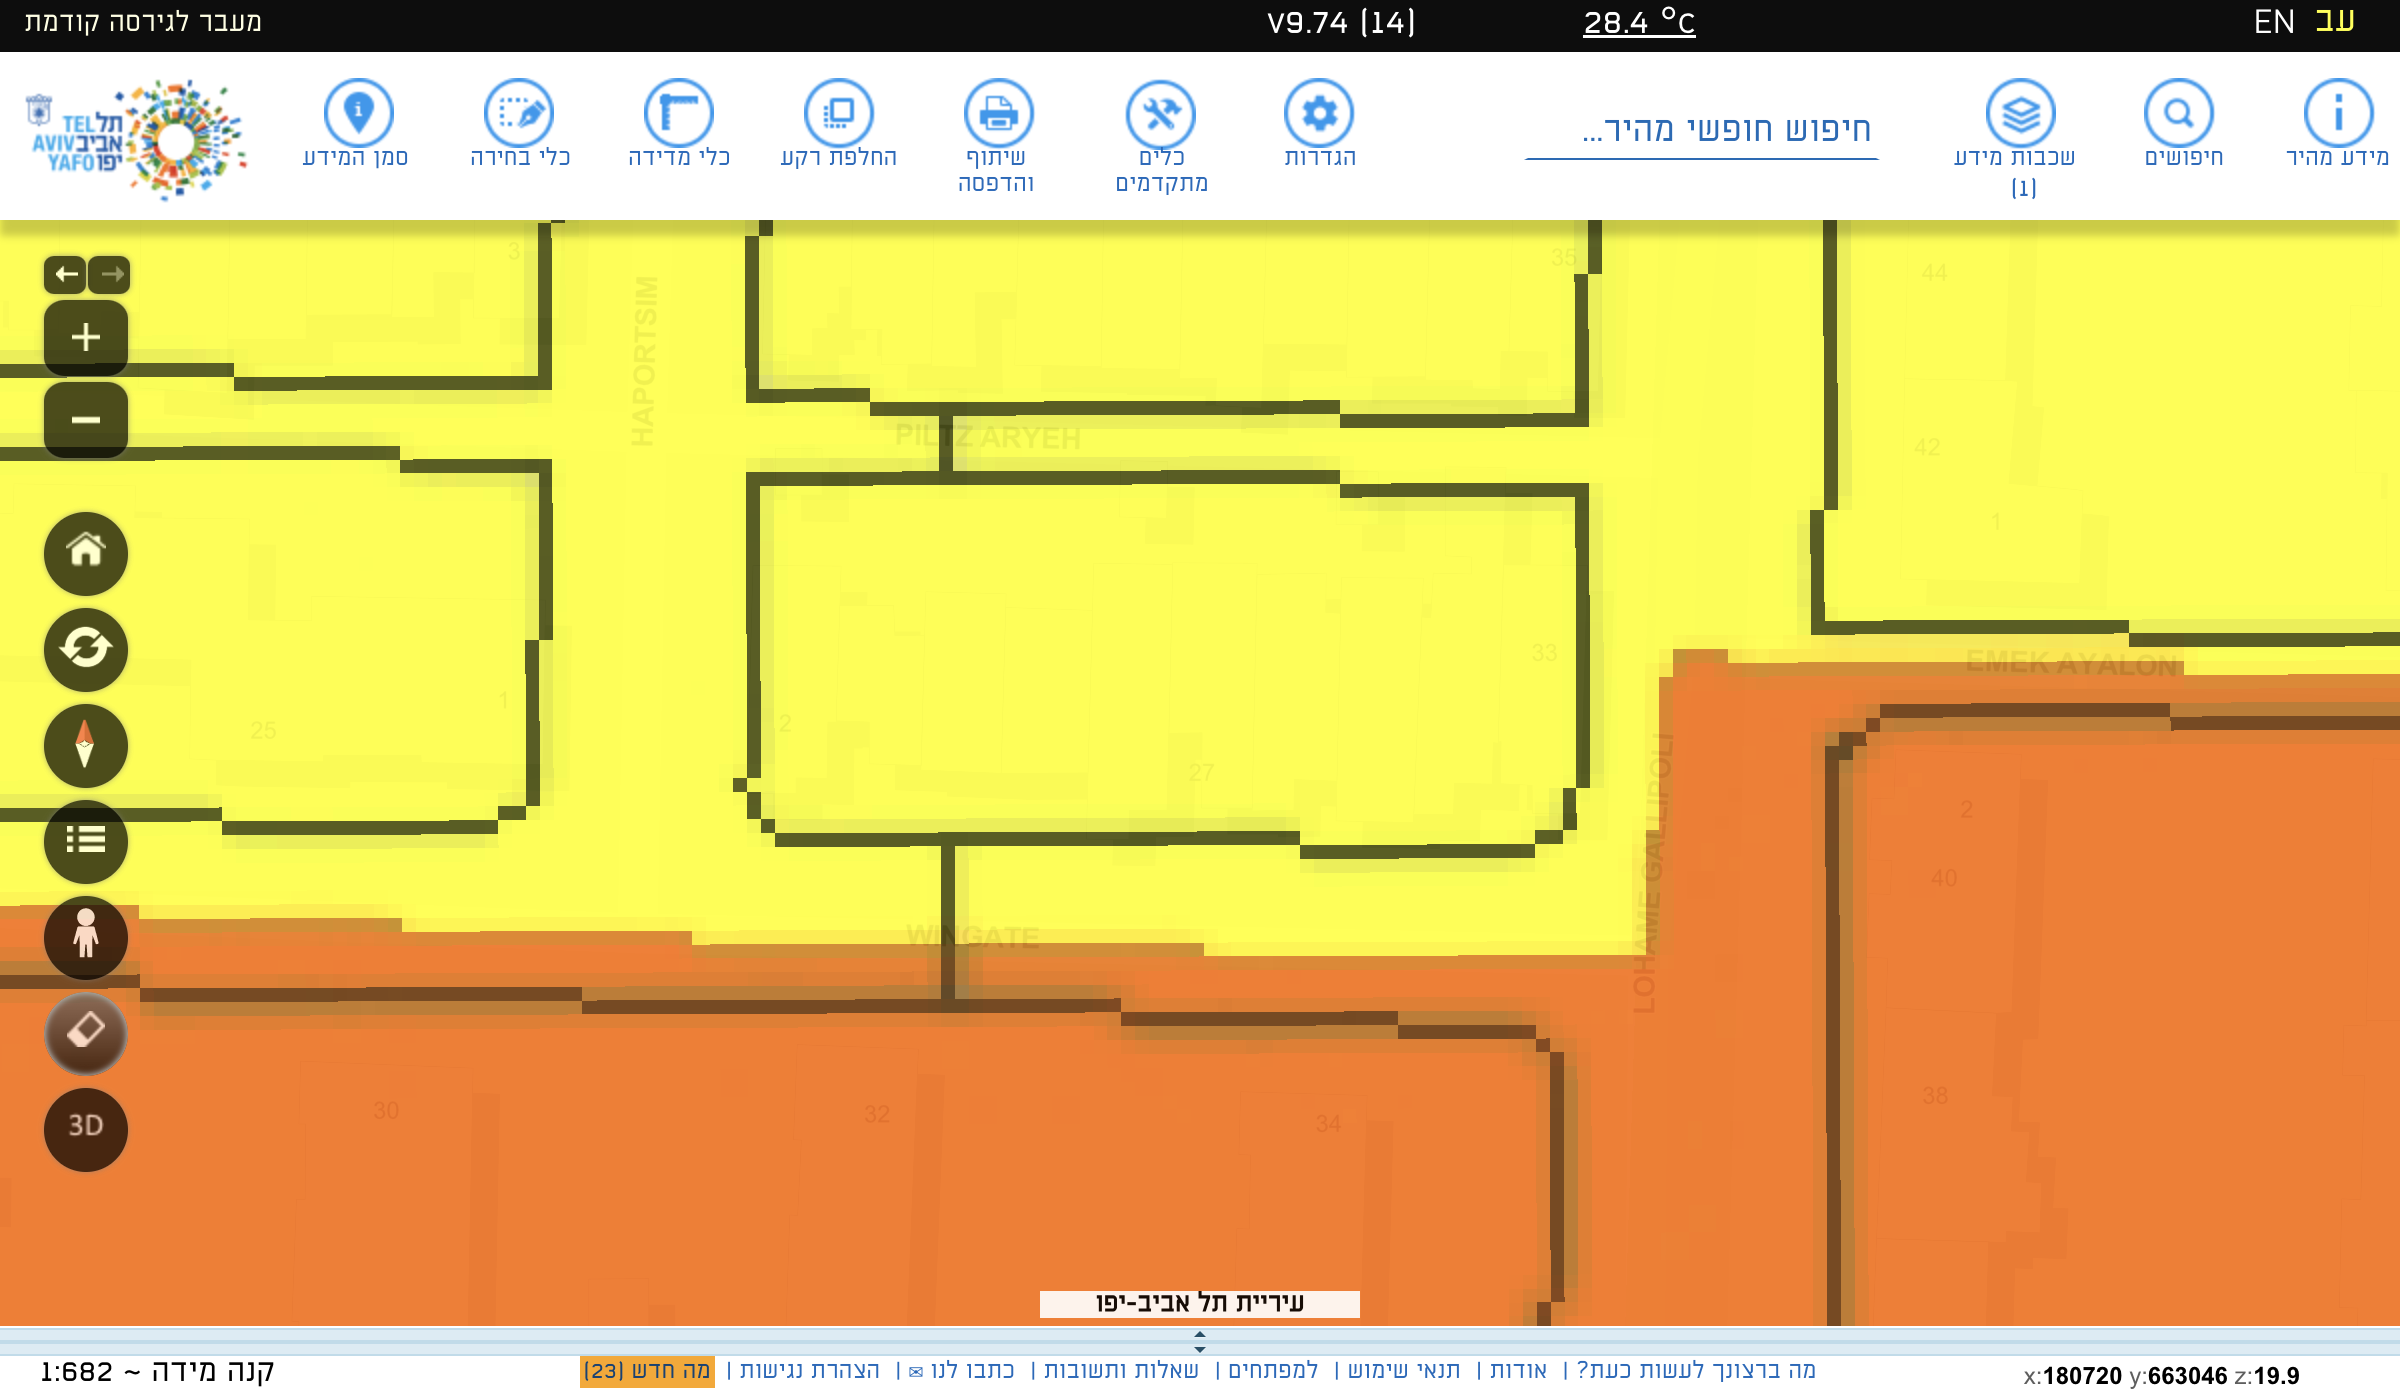 עב EN
28.4 °C
V9.74 (14)
מעבר לגירסה קודמת
מידע מהיר
חיפושים
שכבות מידע
(1)
חיפוש חופשי מהיר...
הגדרות
כלים
מתקדמים
שיתוף
והדפסה
החלפת רקע
כלי מדידה
כלי בחירה
סמן המידע
TEL תל
AVIV אביב
YAFO יפו
3
35
44
HAPORTSIM
PILTZ ARYEH
42
1
33
EMEK AYALON
1
25
2
27
LOHAME GALLIPOLI
2
40
WINGATE
38
30
32
34
3D
עיריית תל אביב-יפו
קנה מידה ~ 1:682
מה ברצונך לעשות כעת? | אודות | תנאי שימוש | למפתחים | שאלות ותשובות | כתבו לנו ✉ | הצהרת נגישות | מה חדש (23)
x:180720 y:663046 z:19.9